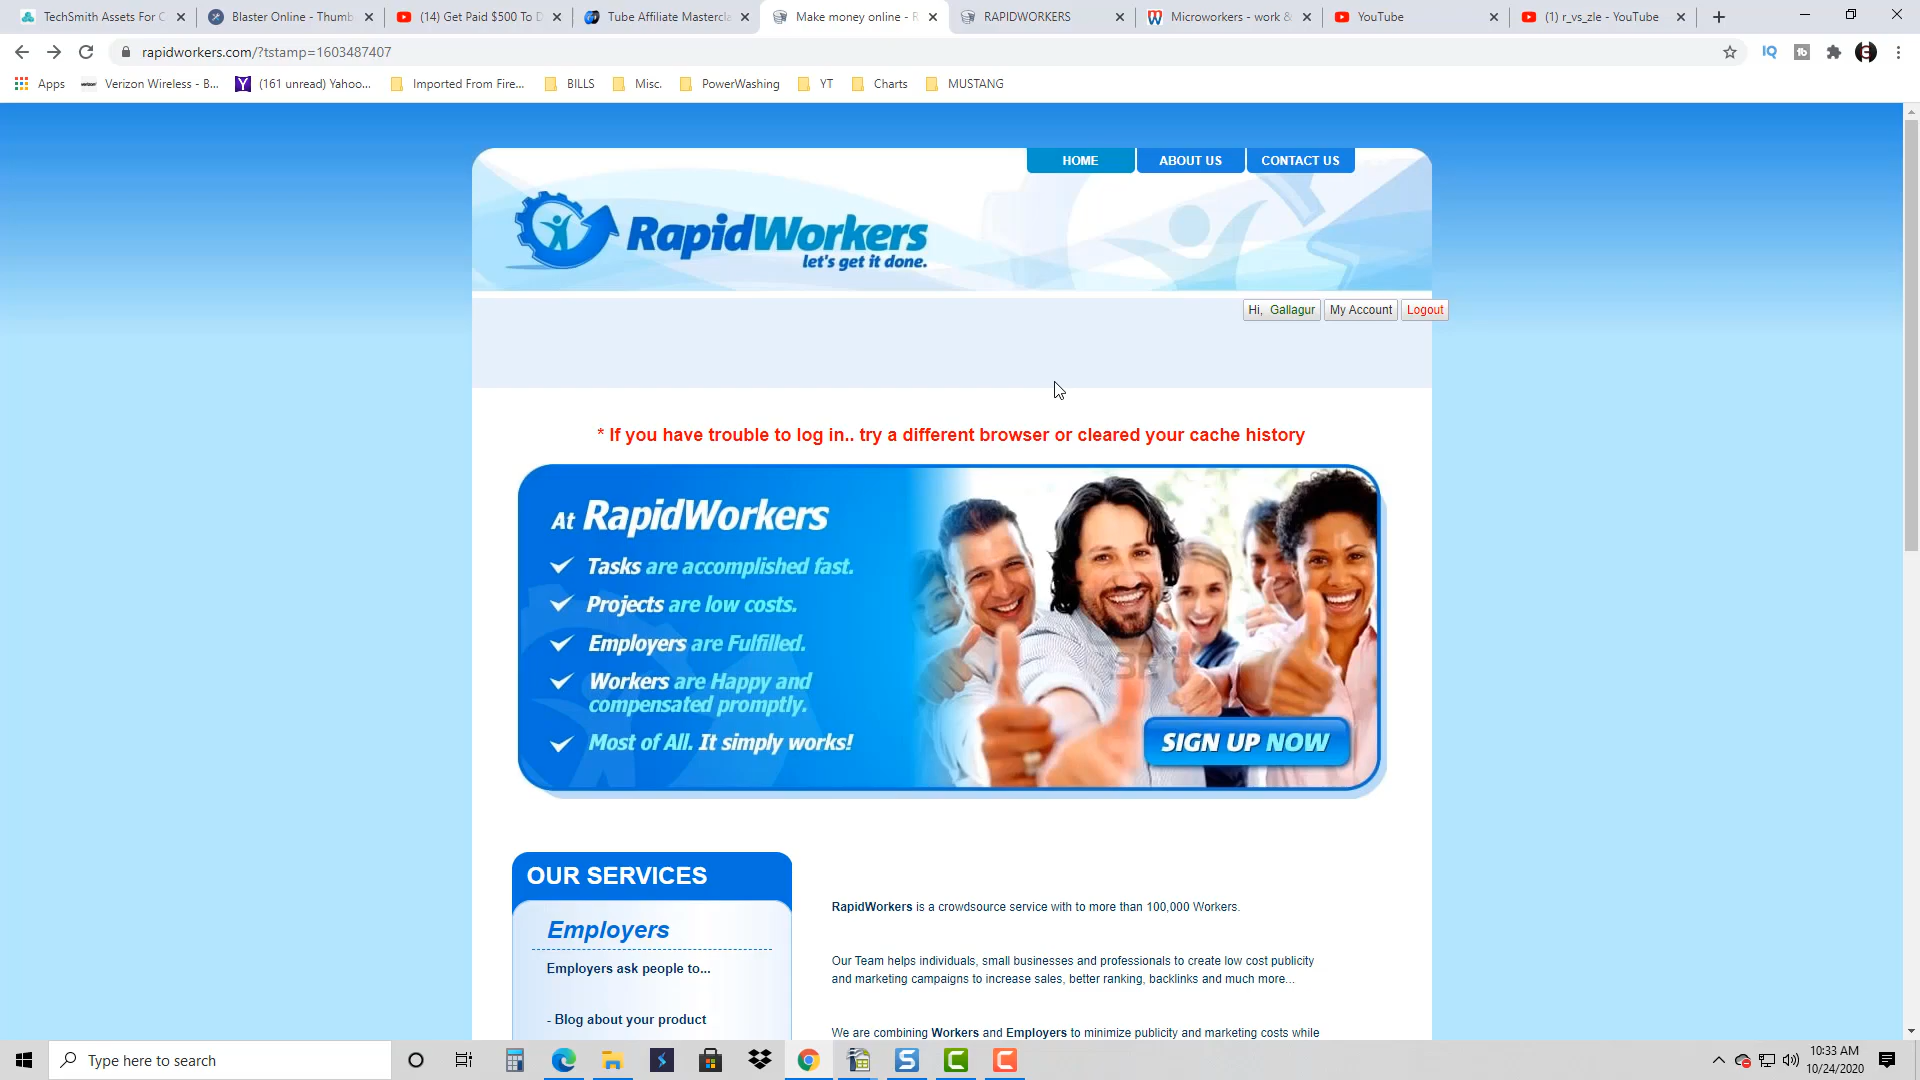 TechSmith Assets For C
Blaster Online - Thumb
(14) Get Paid $500 To D
Tube Affiliate Mastercla
Make money online - R
RAPIDWORKERS
Microworkers - work &
YouTube
(1) r_vs_zle - YouTube
rapidworkers.com/?tstamp=1603487407
Apps
Verizon Wireless - B...
(161 unread) Yahoo...
Imported From Fire...
BILLS
Misc.
PowerWashing
YT
Charts
MUSTANG
HOME
ABOUT US
CONTACT US
RapidWorkers
let's get it done.
Hi, Gallagur
My Account
Logout
* If you have trouble to log in.. try a different browser or cleared your cache history
At RapidWorkers
Tasks are accomplished fast.
Projects are low costs.
Employers are Fulfilled.
Workers are Happy and
compensated promptly.
Most of All. It simply works!
SIGN UP NOW
OUR SERVICES
Employers
Employers ask people to...
- Blog about your product
RapidWorkers is a crowdsource service with to more than 100,000 Workers.
Our Team helps individuals, small businesses and professionals to create low cost publicity
and marketing campaigns to increase sales, better ranking, backlinks and much more...
We are combining Workers and Employers to minimize publicity and marketing costs while
Type here to search
10:33 AM
10/24/2020